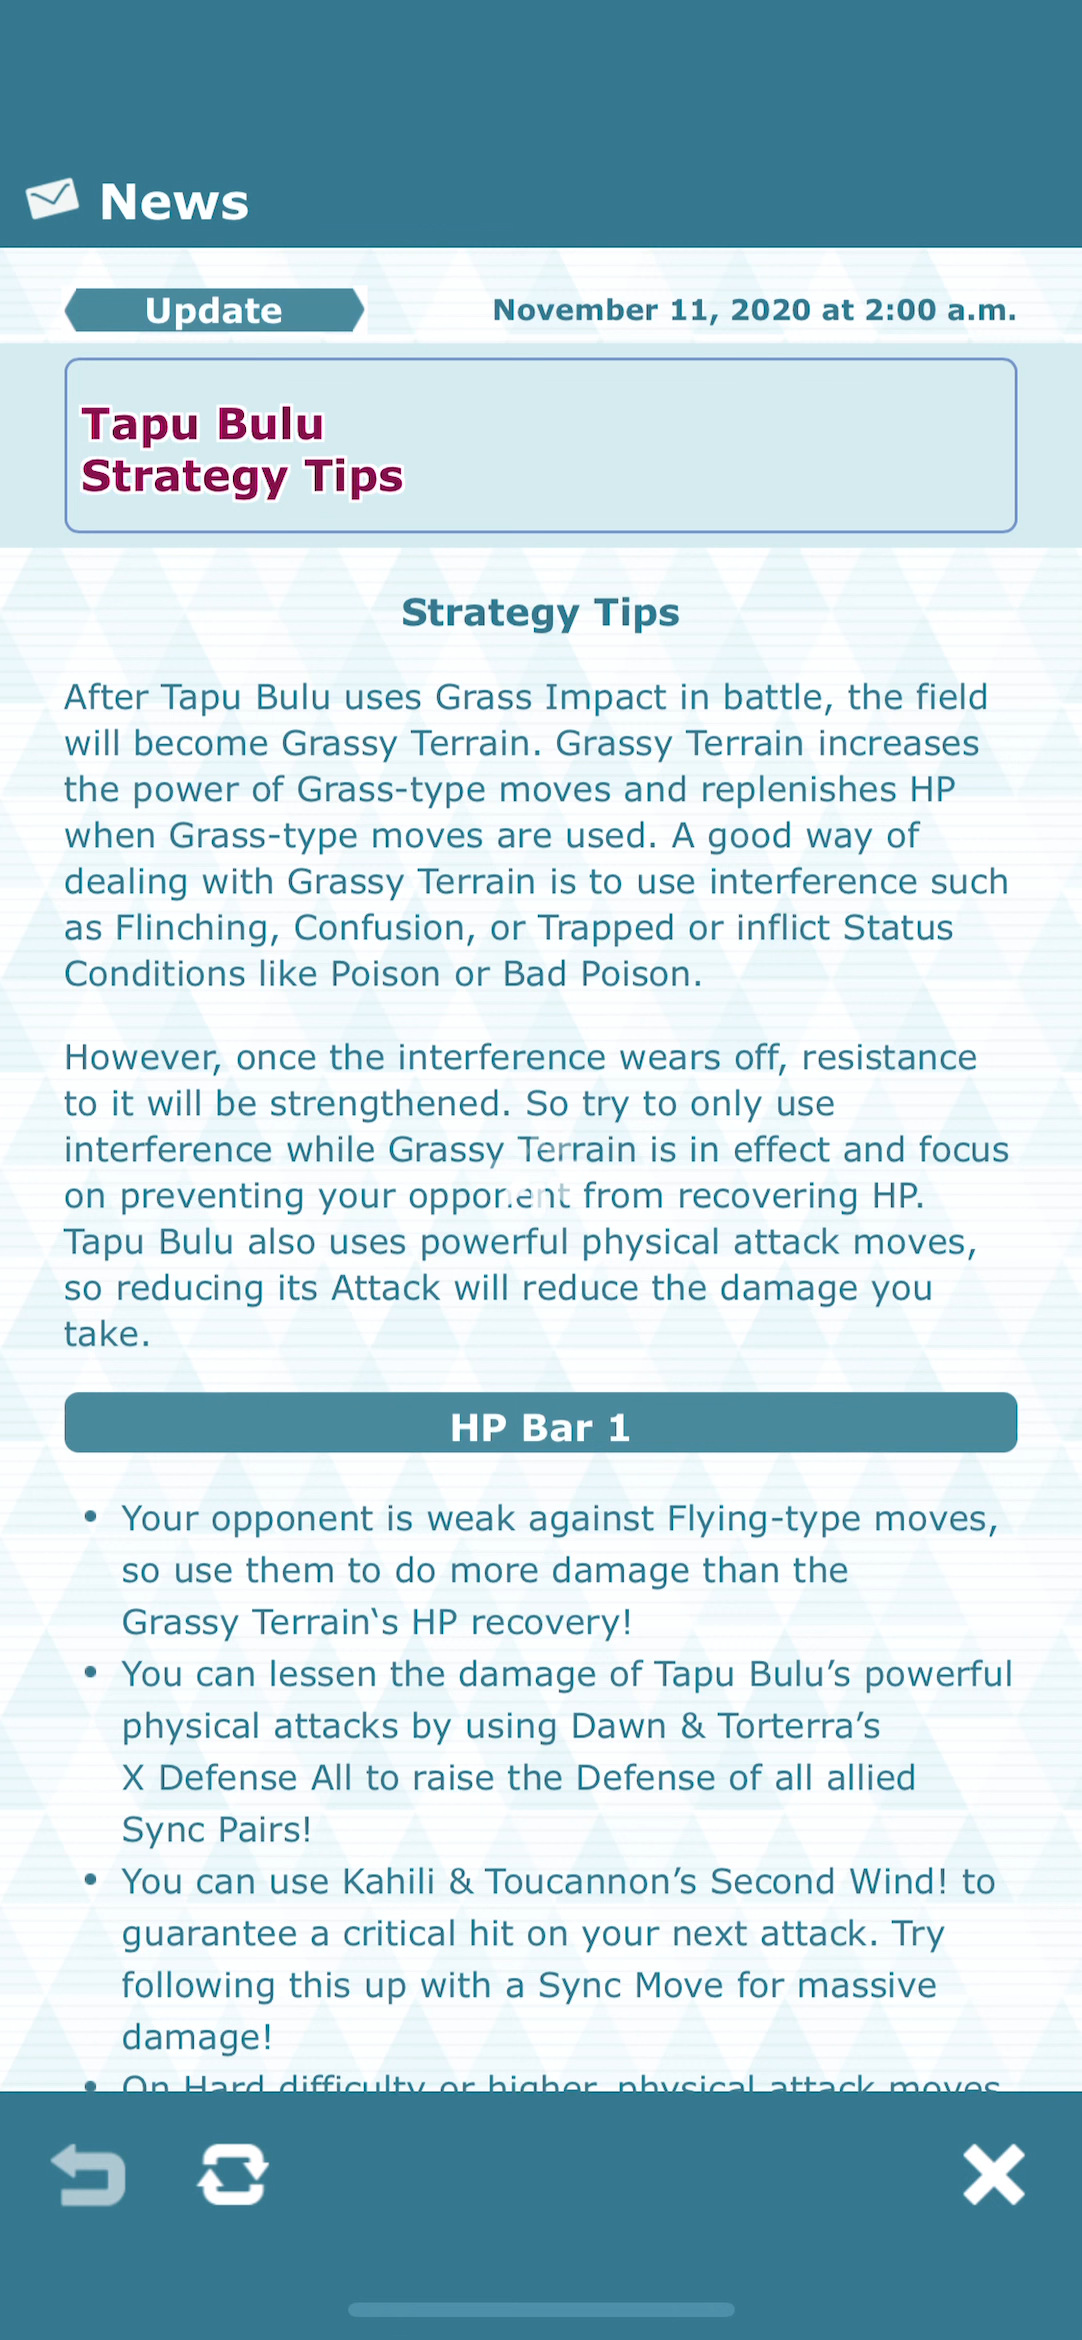 News
Update
November 11, 2020 at 2:00 a.m.
Tapu Bulu
Strategy Tips
Strategy Tips
After Tapu Bulu uses Grass Impact in battle, the field
will become Grassy Terrain. Grassy Terrain increases
the power of Grass-type moves and replenishes HP
when Grass-type moves are used. A good way of
dealing with Grassy Terrain is to use interference such
as Flinching, Confusion, or Trapped or inflict Status
Conditions like Poison or Bad Poison.
However, once the interference wears off, resistance
to it will be strengthened. So try to only use
interference while Grassy Terrain is in effect and focus
on preventing your opponent from recovering HP.
Tapu Bulu also uses powerful physical attack moves,
so reducing its Attack will reduce the damage you
take.
HP Bar 1
• Your opponent is weak against Flying-type moves,
so use them to do more damage than the
Grassy Terrain‛s HP recovery!
• You can lessen the damage of Tapu Bulu’s powerful
physical attacks by using Dawn & Torterra’s
X Defense All to raise the Defense of all allied
Sync Pairs!
• You can use Kahili & Toucannon’s Second Wind! to
guarantee a critical hit on your next attack. Try
following this up with a Sync Move for massive
damage!
• On Hard difficulty or higher, physical attack moves